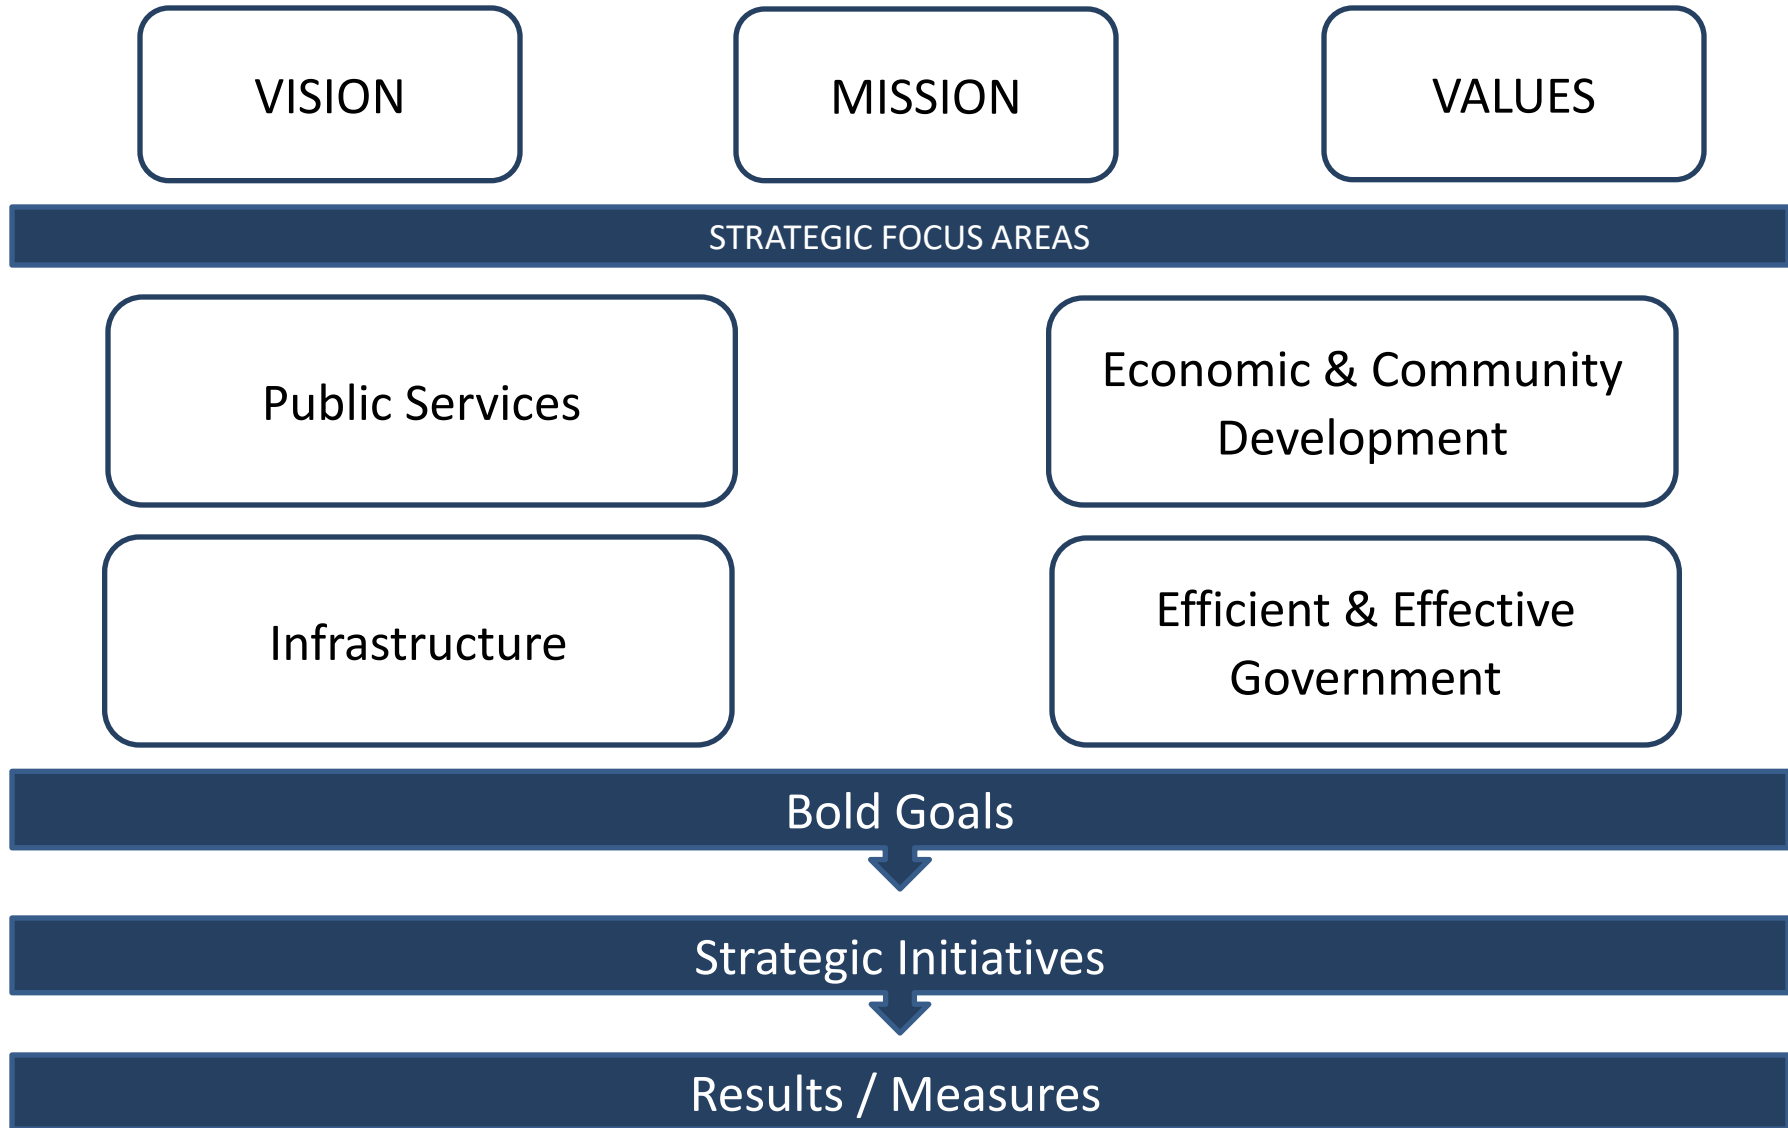 VISION
MISSION
VALUES
STRATEGIC FOCUS AREAS
Public Services
Economic & Community
Development
Infrastructure
Efficient & Effective
Government
Bold Goals
Strategic Initiatives
Results / Measures